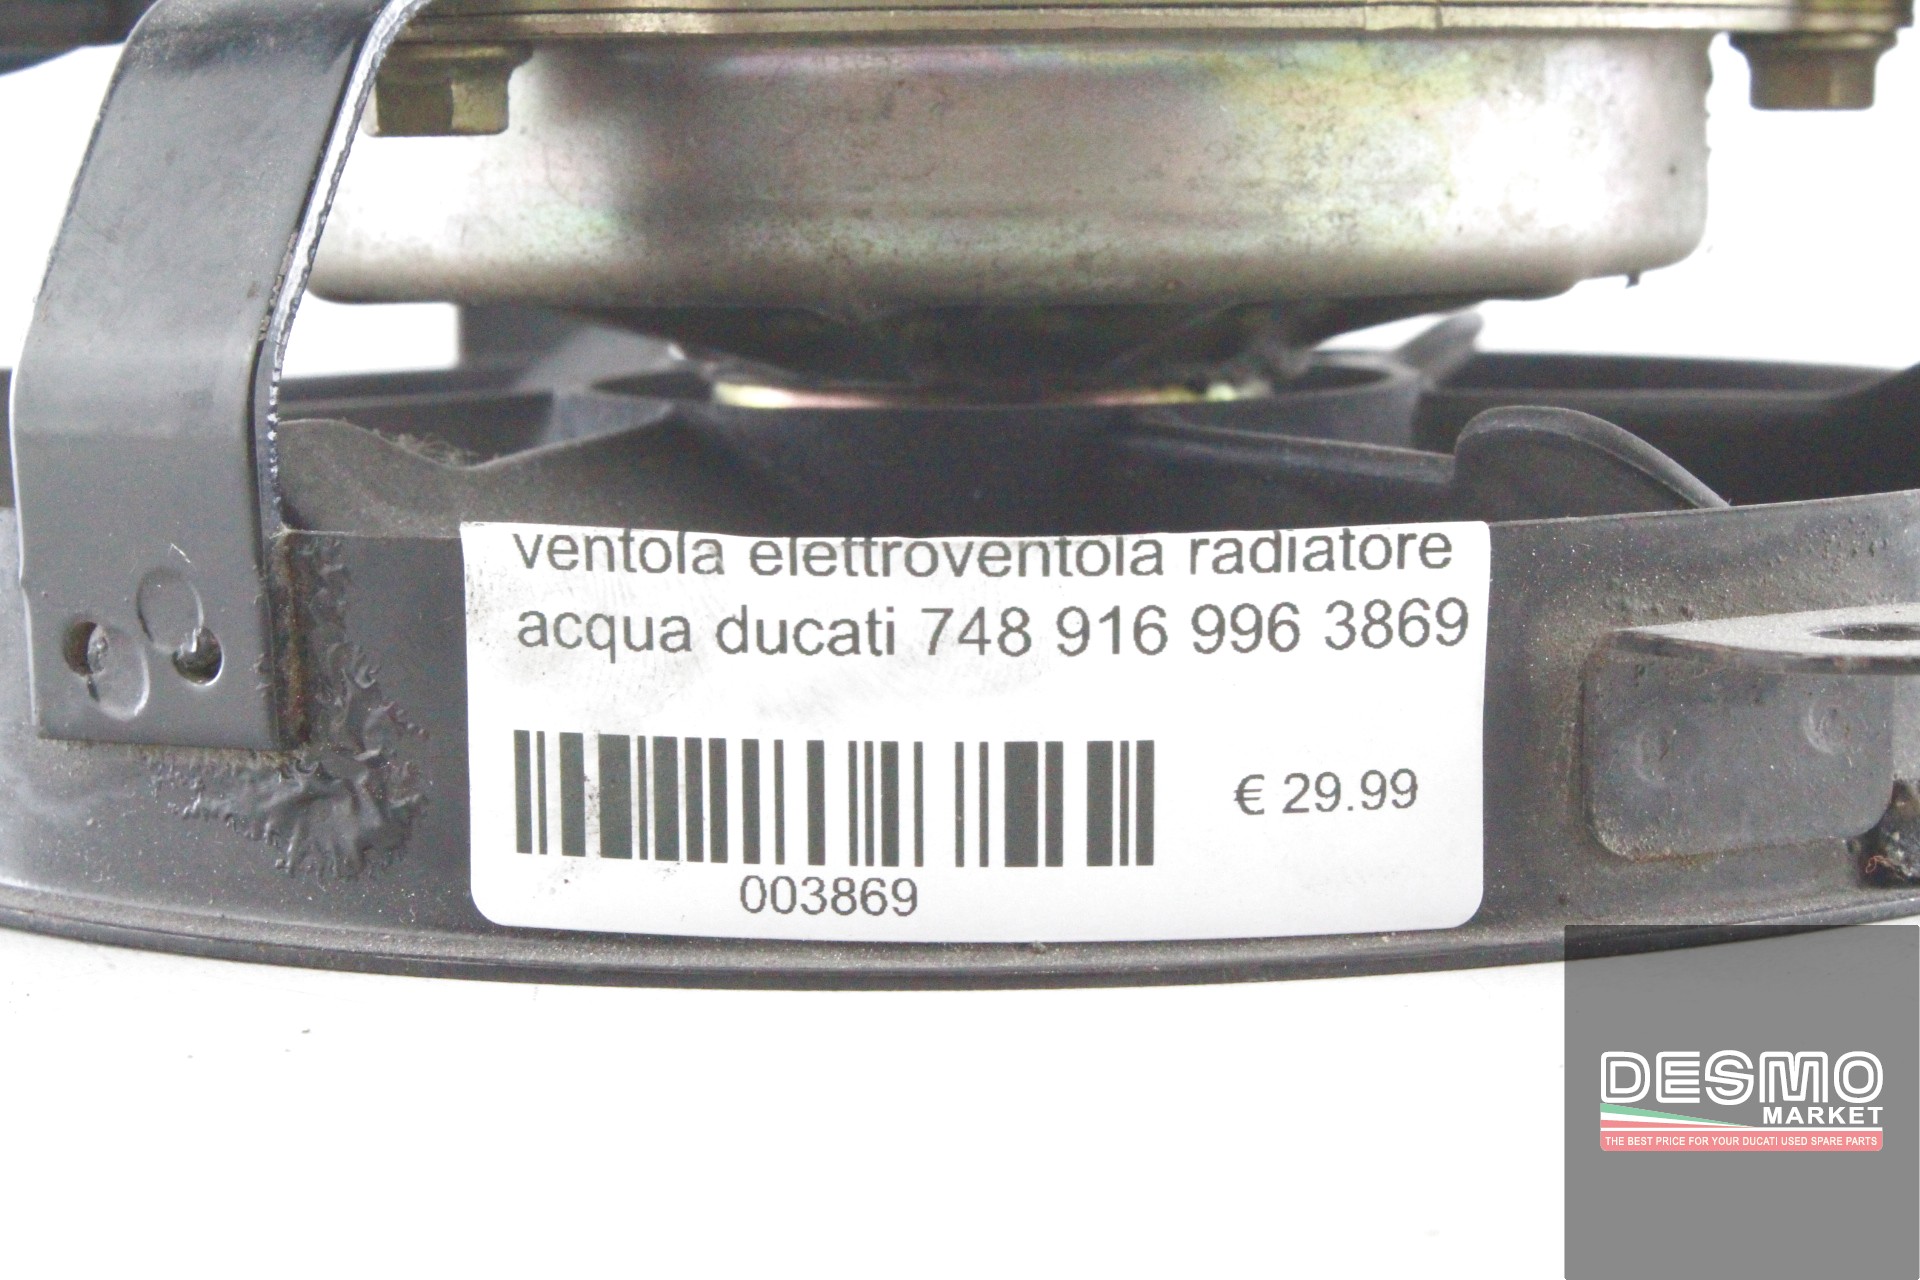 ventola elettroventola radiatore
acqua ducati 748 916 996 3869
€ 29.99
003869
DESMO
MARKET
THE BEST PRICE FOR YOUR DUCATI USED SPARE PARTS